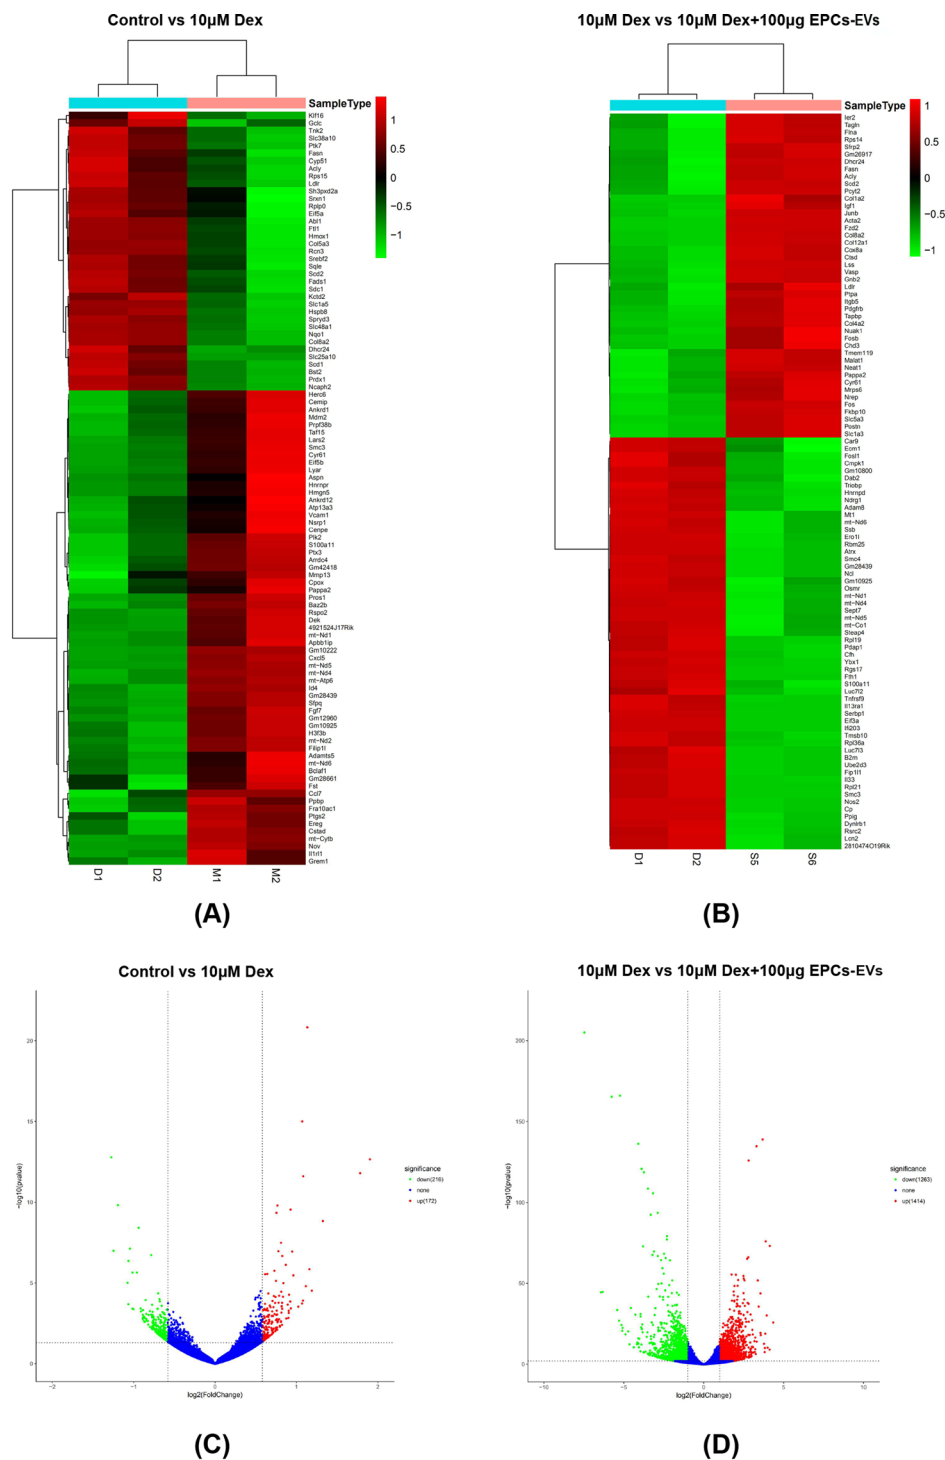 Control vs 10μM Dex
SampleType
1
0.5
0
−0.5
−1
Klf16
Gclc
Tnk2
Slc38a10
Ptk7
Fasn
Cyp51
Acly
Rps15
Ldlr
Sh3pxd2a
Srxn1
Rplp0
Eif5a
Abl1
Ftl1
Hmox1
Col5a3
Rcn3
Srebf2
Sqle
Scd2
Fads1
Sdc1
Kctd2
Slc1a5
Hspb8
Spryd3
Slc48a1
Nqo1
Col8a2
Dhcr24
Slc25a10
Scd1
Bst2
Prdx1
Ncaph2
Herc6
Cemip
Ankrd1
Mdm2
Prpf38b
Taf15
Lars2
Smc3
Cyr61
Eif5b
Lyar
Aspn
Hnrnpr
Hmgn5
Ankrd12
Atp13a3
Vcam1
Nsrp1
Cenpe
Plk2
S100a11
Ptx3
Arrdc4
Gm42418
Mmp13
Cpox
Pappa2
Pros1
Baz2b
Rspo2
Dek
4921524J17Rik
mt−Nd1
Apbb1ip
Gm10222
Cxcl5
mt−Nd5
mt−Nd4
mt−Atp6
Id4
Gm28439
Sfpq
Fgf7
Gm12960
Gm10925
H3f3b
mt−Nd2
Filip1l
Adamts5
mt−Nd6
Bclaf1
Gm28661
Fst
Ccl7
Ppbp
Fra10ac1
Ptgs2
Ereg
Cstad
mt−Cytb
Nov
Il1rl1
Grem1
D1
D2
M1
M2
(A)
10μM Dex vs 10μM Dex+100μg EPCs-EVs
SampleType
1
0.5
0
−0.5
−1
Ier2
Tagln
Flna
Rps14
Sfrp2
Gm26917
Dhcr24
Fasn
Acly
Scd2
Pcyt2
Col1a2
Igf1
Junb
Acta2
Fzd2
Col8a2
Col12a1
Cox8a
Ctsd
Lss
Vasp
Gnb2
Ldlr
Ptpa
Itgb5
Pdgfrb
Tapbp
Col4a2
Nuak1
Fosb
Chd3
Tmem119
Malat1
Neat1
Pappa2
Cyr61
Mrps6
Nrep
Fos
Fkbp10
Slc5a3
Postn
Slc1a3
Car9
Ecm1
Fosl1
Cmpk1
Gm10800
Dab2
Triobp
Hnrnpd
Ndrg1
Adam8
Mt1
mt−Nd6
Ssb
Ero1l
Rbm25
Atrx
Smc4
Gm28439
Ncl
Gm10925
Osmr
mt−Nd1
mt−Nd4
Sept7
mt−Nd5
mt−Co1
Steap4
Rpl19
Pdap1
Cfh
Ybx1
Rgs17
Fth1
S100a11
Luc7l2
Tnfrsf9
Il13ra1
Serbp1
Eif3a
Ifi203
Tmsb10
Rpl36a
Luc7l3
B2m
Ube2d3
Fip1l1
Il33
Rpl21
Smc3
Nos2
Cp
Ppig
Dynlrb1
Rsrc2
Lcn2
2810474O19Rik
D1
D2
S5
S6
(B)
Control vs 10μM Dex
−log10(pvalue)
20
15
10
5
0
−2
−1
0
1
2
log2(FoldChange)
significance
down(216)
none
up(172)
(C)
10μM Dex vs 10μM Dex+100μg EPCs-EVs
−log10(pvalue)
200
150
100
50
0
−10
−5
0
5
10
log2(FoldChange)
significance
down(1263)
none
up(1414)
(D)